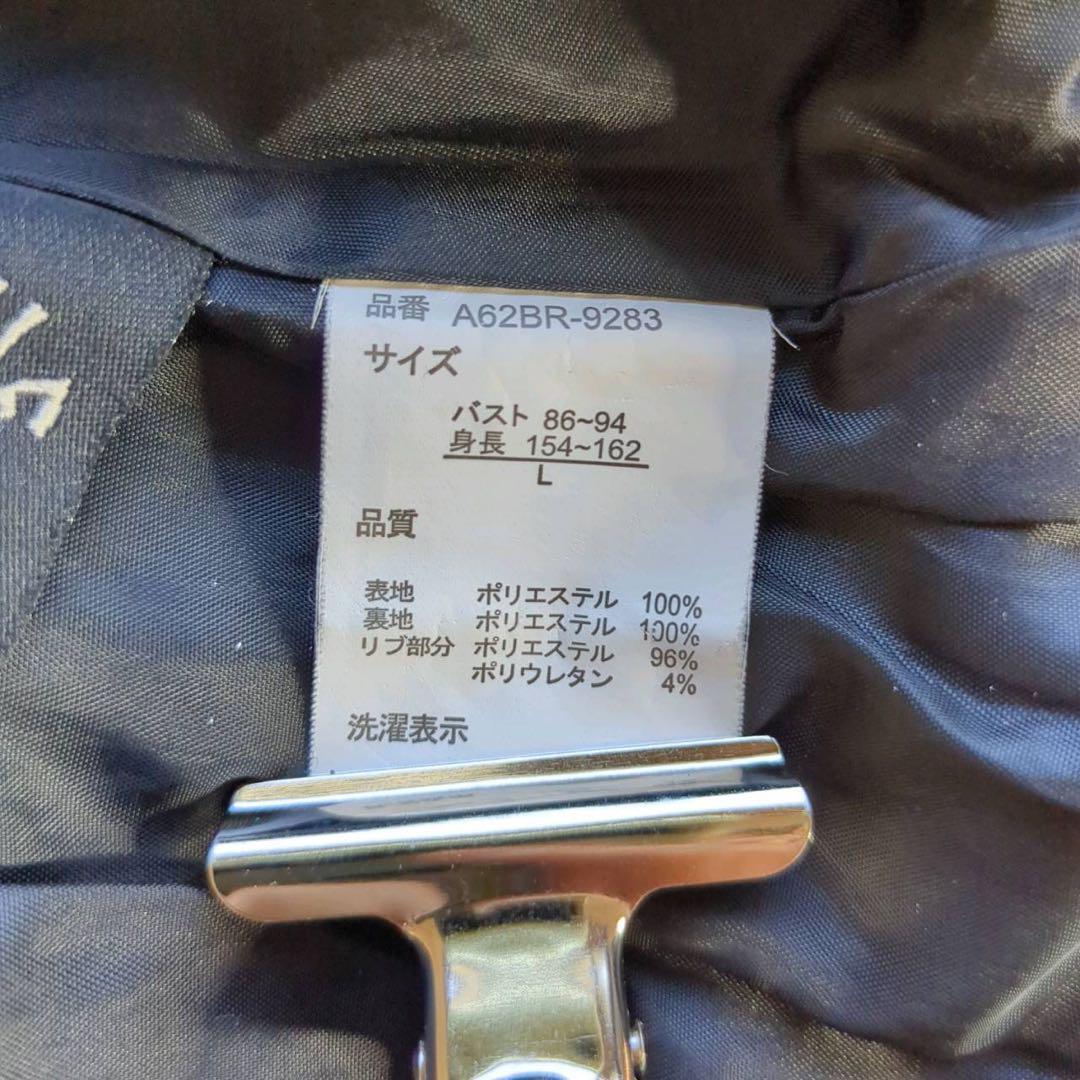 品番 A62BR-9283
サイズ
バスト 86~94
身長 154~162
L
品質
表地 ポリエステル 100%
裏地 ポリエステル 100%
リブ部分 ポリエステル 96%
ポリウレタン 4%
洗濯表示